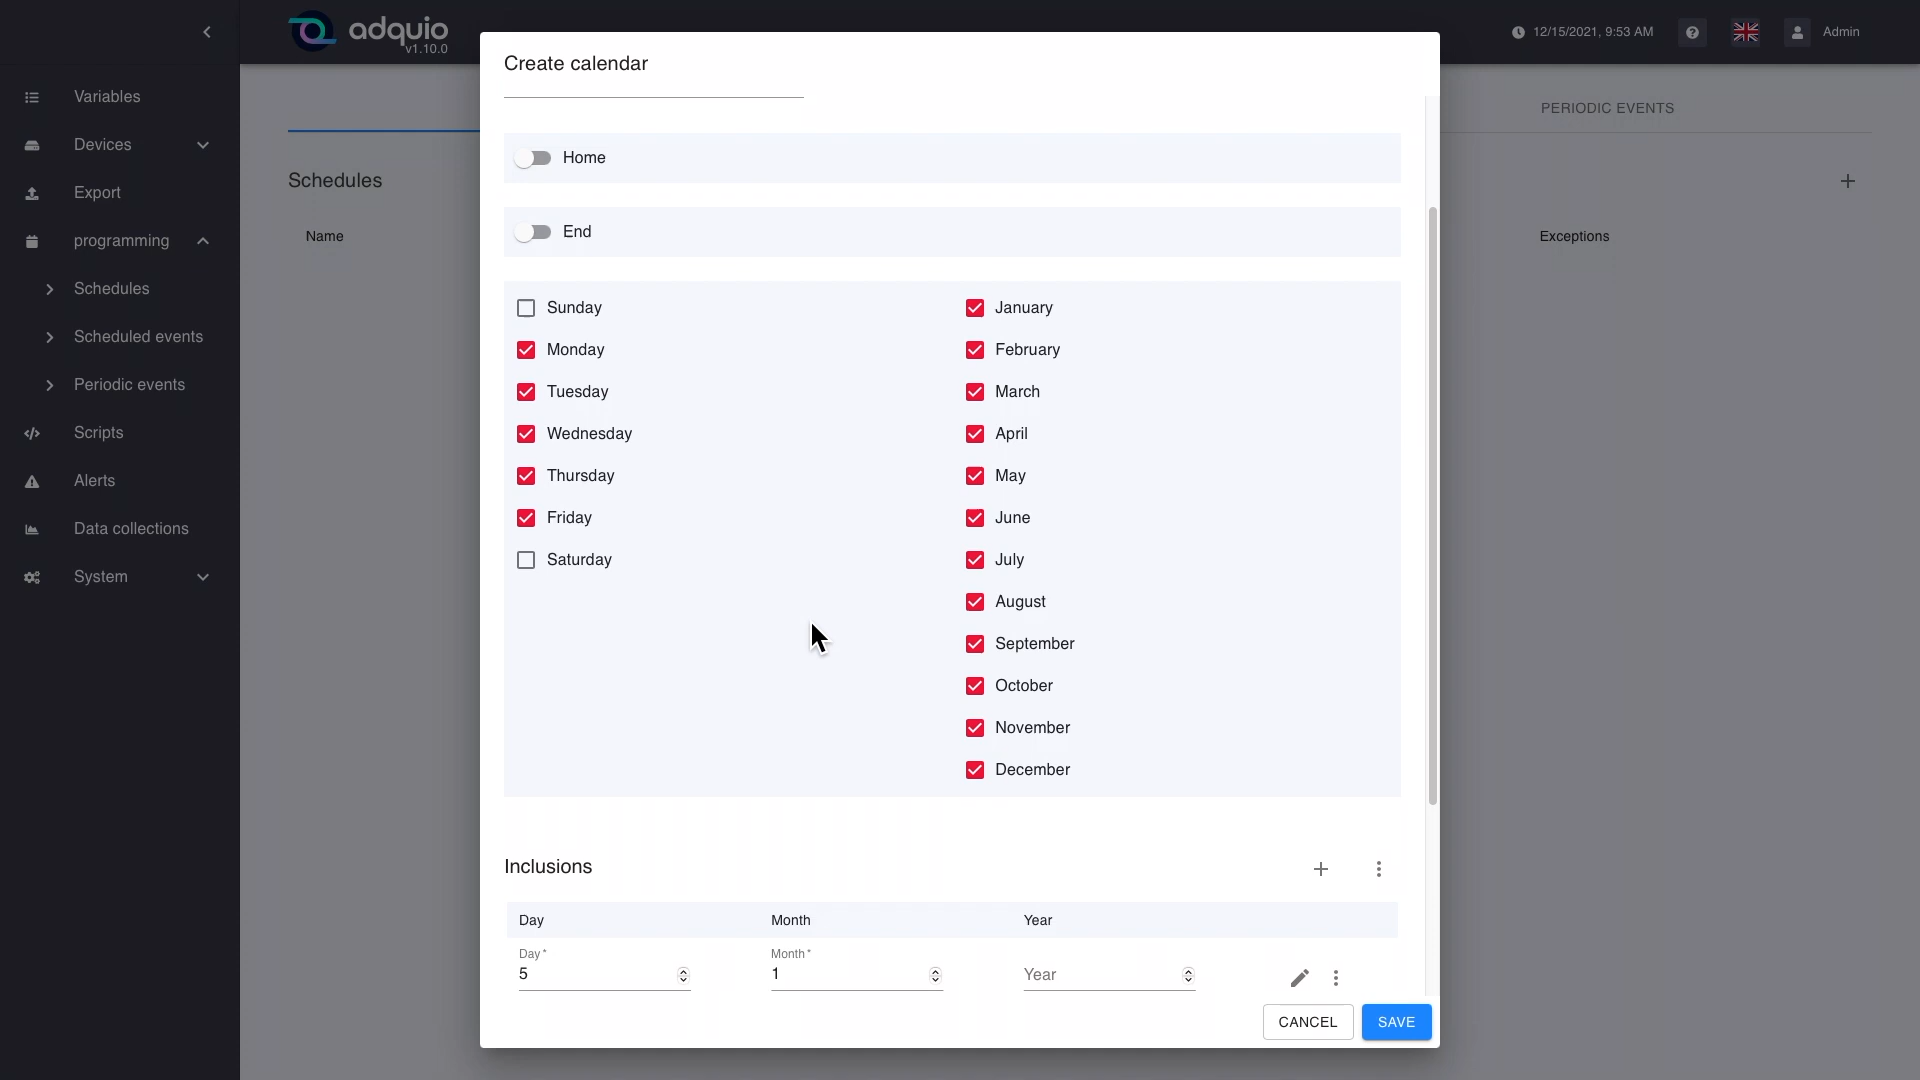 adquio
v1.10.0
12/15/2021, 9:53 AM
Admin
Variables
Devices
Export
programming
Schedules
Scheduled events
Periodic events
Scripts
Alerts
Data collections
System
PERIODIC EVENTS
Schedules
Name
Exceptions
Create calendar
Home
End
Sunday
Monday
Tuesday
Wednesday
Thursday
Friday
Saturday
January
February
March
April
May
June
July
August
September
October
November
December
Inclusions
Day Month Year
Day* Month*
5 1 Year
CANCEL SAVE